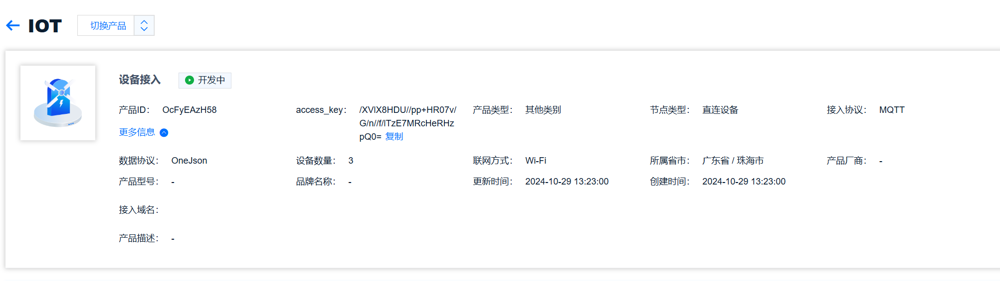 IOT 切换产品
设备接入 开发中
产品ID： OcFyEAzH58 access_key： /XVlX8HDU//pp+HR07v/ 产品类型： 其他类别 节点类型： 直连设备 接入协议： MQTT
G/n//f/lTzE7MRcHeRHz
更多信息
pQ0= 复制
数据协议： OneJson 设备数量： 3 联网方式： Wi-Fi 所属省市： 广东省 / 珠海市 产品厂商： -
产品型号： - 品牌名称： - 更新时间： 2024-10-29 13:23:00 创建时间： 2024-10-29 13:23:00
接入域名：
产品描述： -